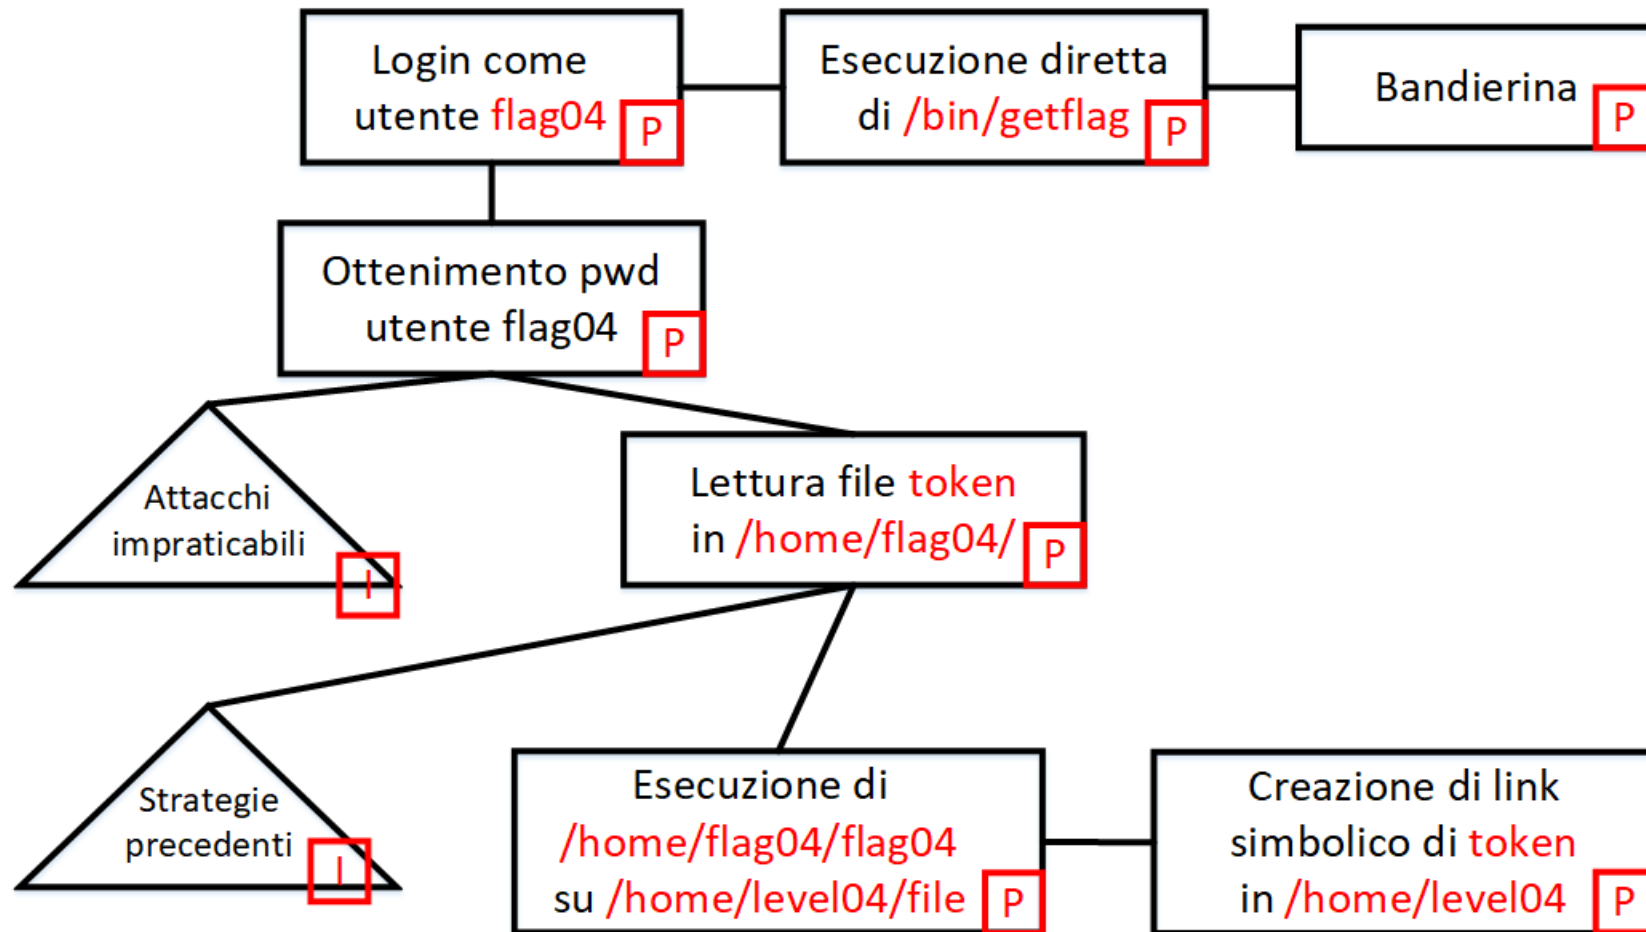 Login come
utente flag04
P
Esecuzione diretta
di /bin/getflag
P
Bandierina
P
Ottenimento pwd
utente flag04
P
Attacchi
impraticabili
I
Lettura file token
in /home/flag04/
P
Strategie
precedenti
I
Esecuzione di
/home/flag04/flag04
su /home/level04/file
P
Creazione di link
simbolico di token
in /home/level04
P